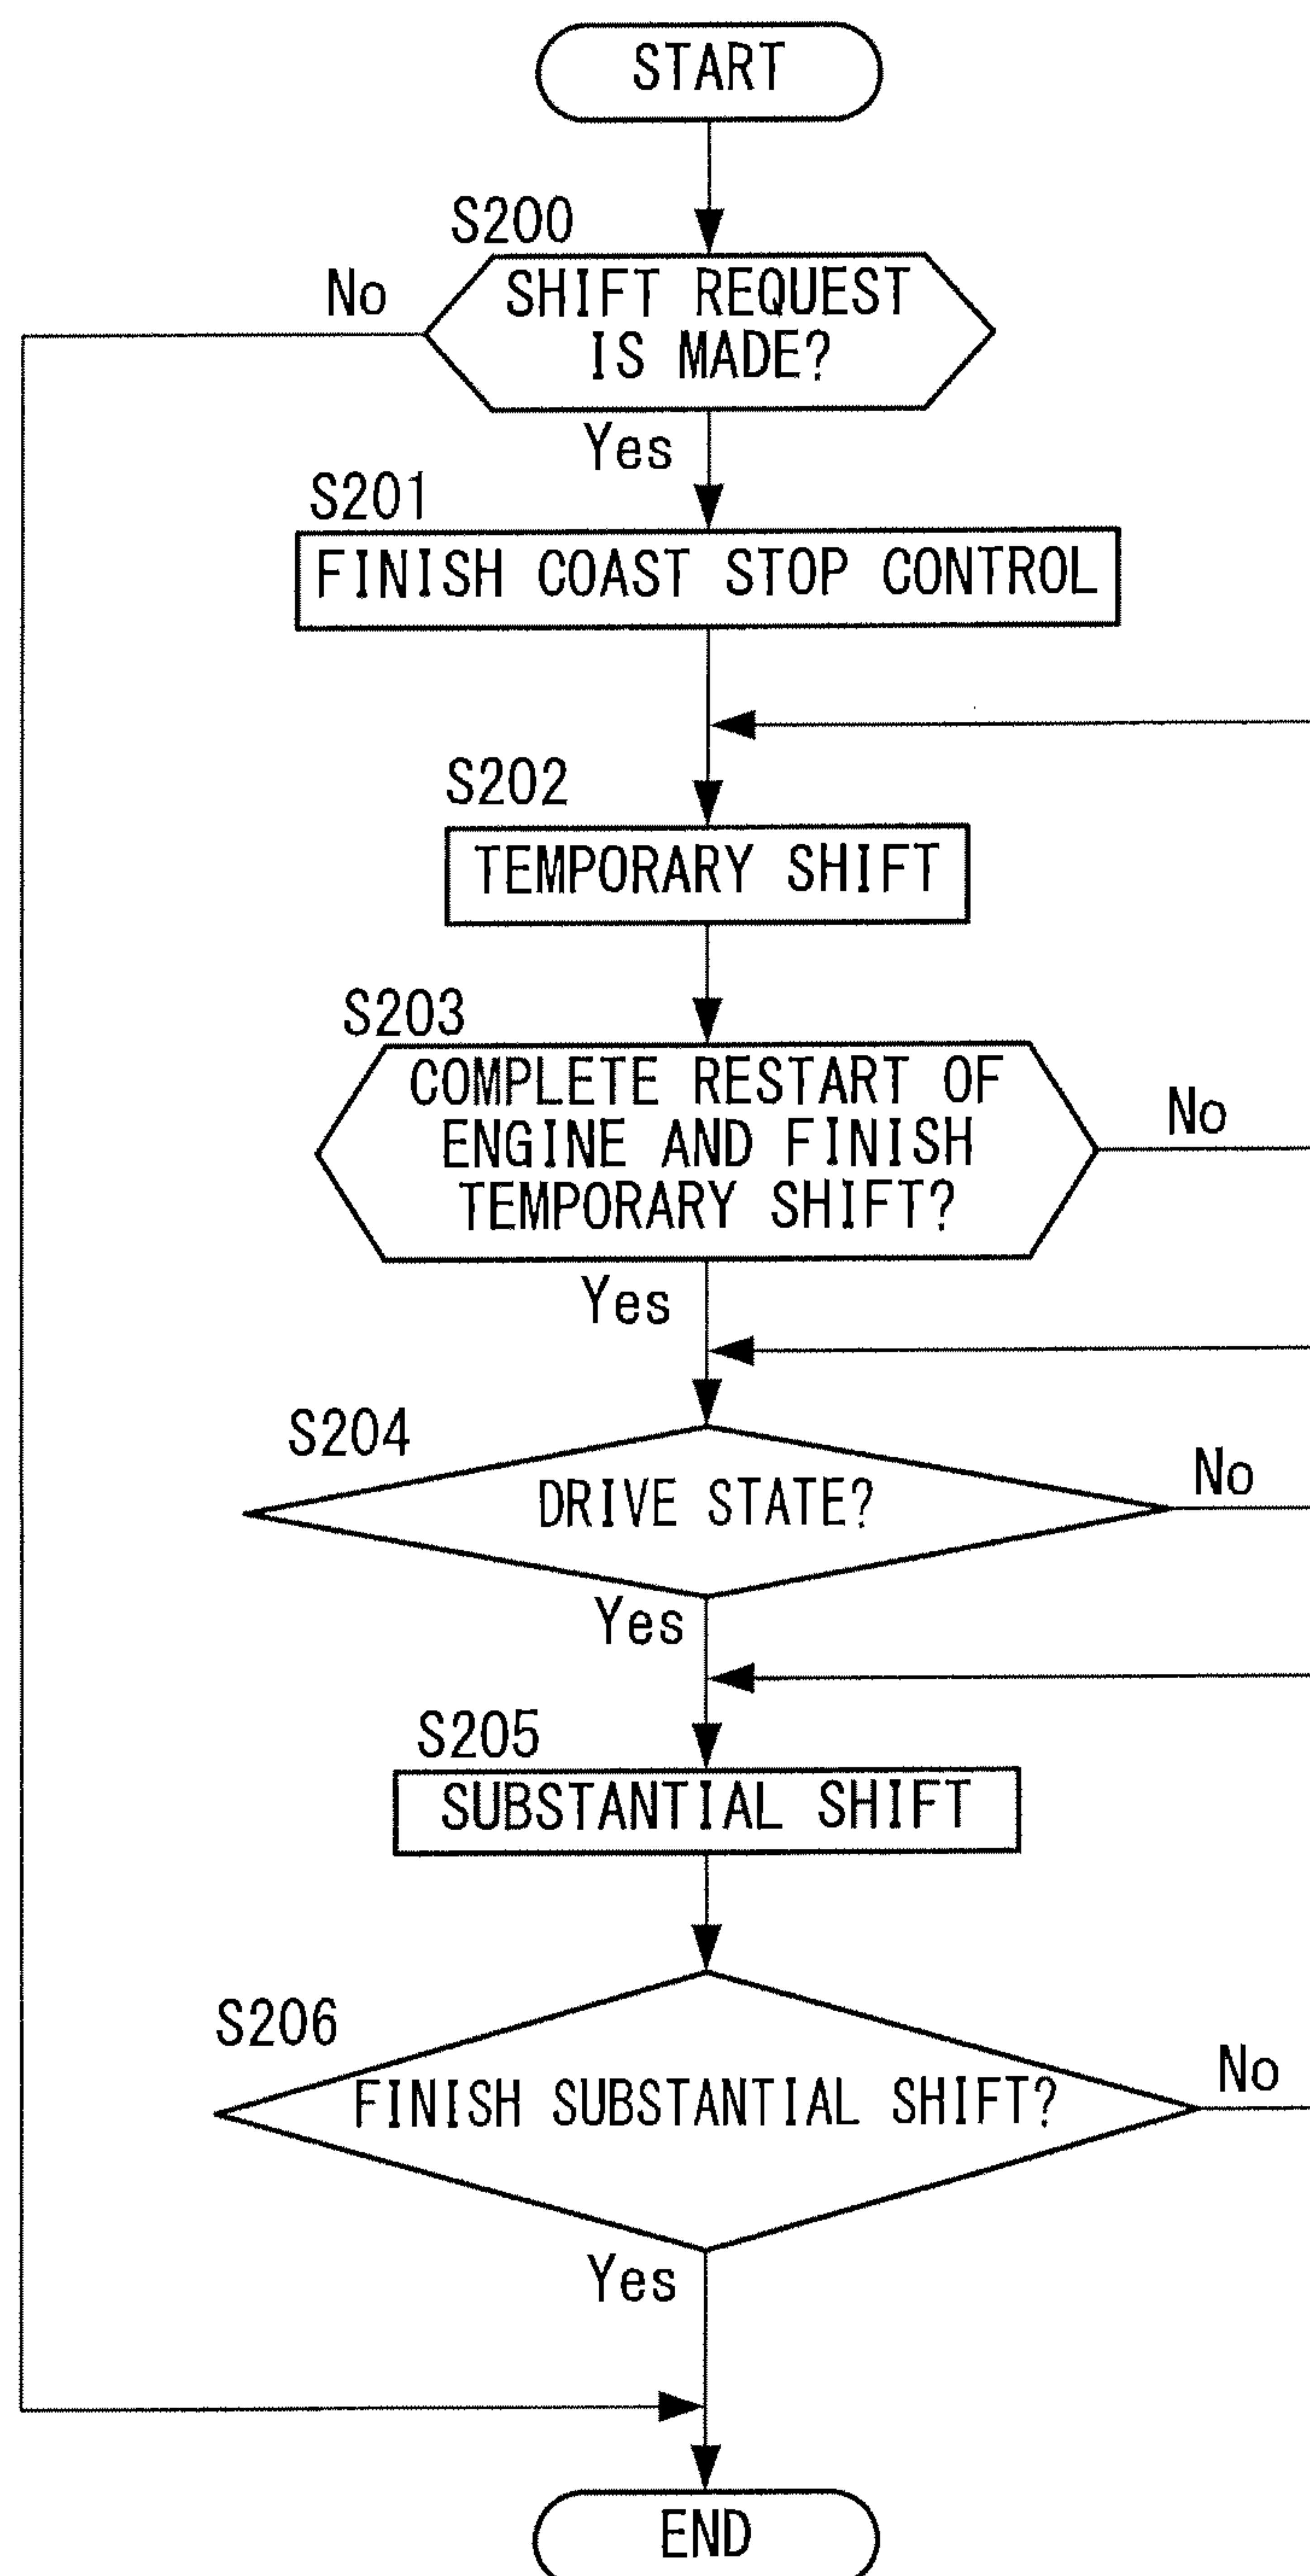 START
S200
No
SHIFT REQUEST
IS MADE?
Yes
S201
FINISH COAST STOP CONTROL
S202
TEMPORARY SHIFT
S203
COMPLETE RESTART OF
ENGINE AND FINISH
TEMPORARY SHIFT?
No
Yes
S204
DRIVE STATE?
No
Yes
S205
SUBSTANTIAL SHIFT
S206
FINISH SUBSTANTIAL SHIFT?
No
Yes
END